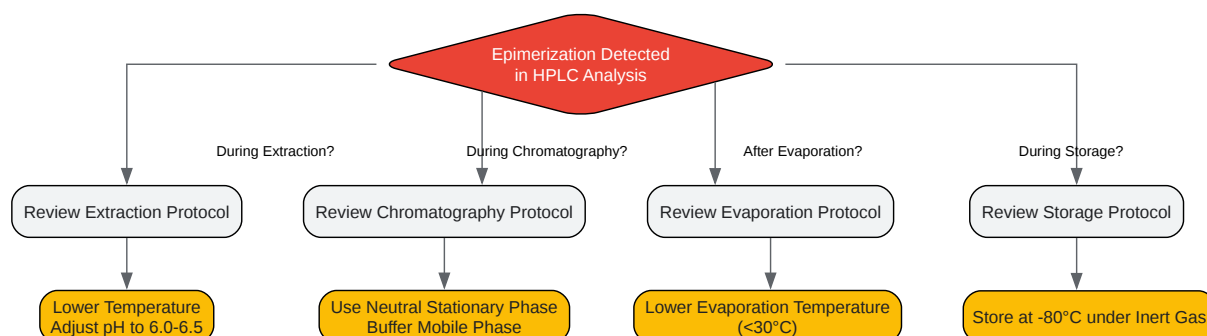 Epimerization Detected
in HPLC Analysis
During Extraction?
During Chromatography?
After Evaporation?
During Storage?
Review Extraction Protocol
Review Chromatography Protocol
Review Evaporation Protocol
Review Storage Protocol
Lower Temperature
Adjust pH to 6.0-6.5
Use Neutral Stationary Phase
Buffer Mobile Phase
Lower Evaporation Temperature
(<30°C)
Store at -80°C under Inert Gas